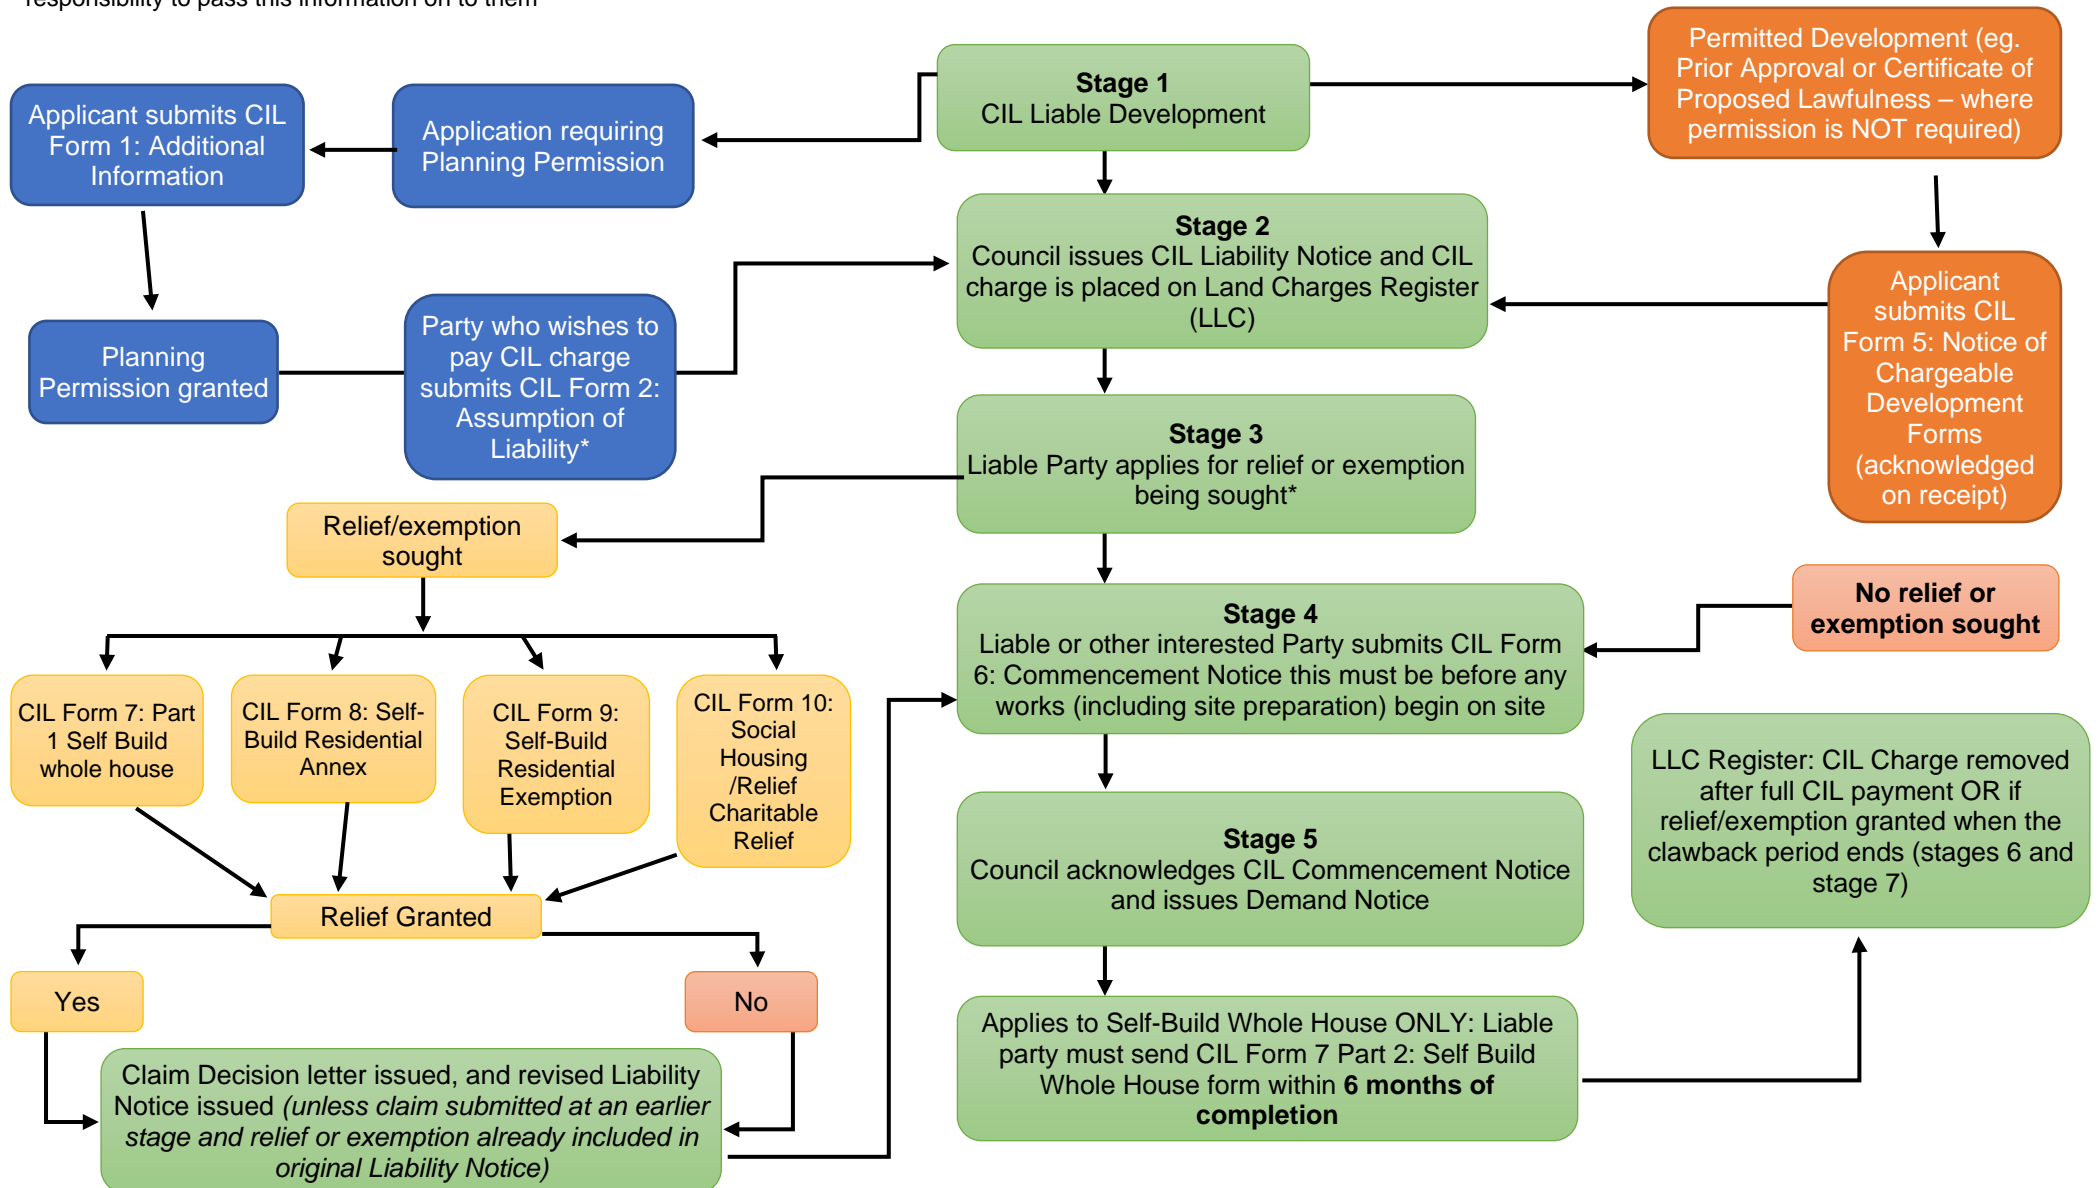 responsibility to pass this information on to them
Stage 1
CIL Liable Development
Permitted Development (eg.
Prior Approval or Certificate of
Proposed Lawfulness – where
permission is NOT required)
Application requiring
Planning Permission
Applicant submits CIL
Form 1: Additional
Information
Planning
Permission granted
Party who wishes to
pay CIL charge
submits CIL Form 2:
Assumption of
Liability*
Stage 2
Council issues CIL Liability Notice and CIL
charge is placed on Land Charges Register
(LLC)
Applicant
submits CIL
Form 5: Notice of
Chargeable
Development
Forms
(acknowledged
on receipt)
Stage 3
Liable Party applies for relief or exemption
being sought*
Relief/exemption
sought
Stage 4
Liable or other interested Party submits CIL Form
6: Commencement Notice this must be before any
works (including site preparation) begin on site
No relief or
exemption sought
CIL Form 7: Part
1 Self Build
whole house
CIL Form 8: Self-
Build Residential
Annex
CIL Form 9:
Self-Build
Residential
Exemption
CIL Form 10:
Social
Housing
/Relief
Charitable
Relief
Relief Granted
Yes
No
Claim Decision letter issued, and revised Liability
Notice issued (unless claim submitted at an earlier
stage and relief or exemption already included in
original Liability Notice)
Stage 5
Council acknowledges CIL Commencement Notice
and issues Demand Notice
Applies to Self-Build Whole House ONLY: Liable
party must send CIL Form 7 Part 2: Self Build
Whole House form within 6 months of
completion
LLC Register: CIL Charge removed
after full CIL payment OR if
relief/exemption granted when the
clawback period ends (stages 6 and
stage 7)